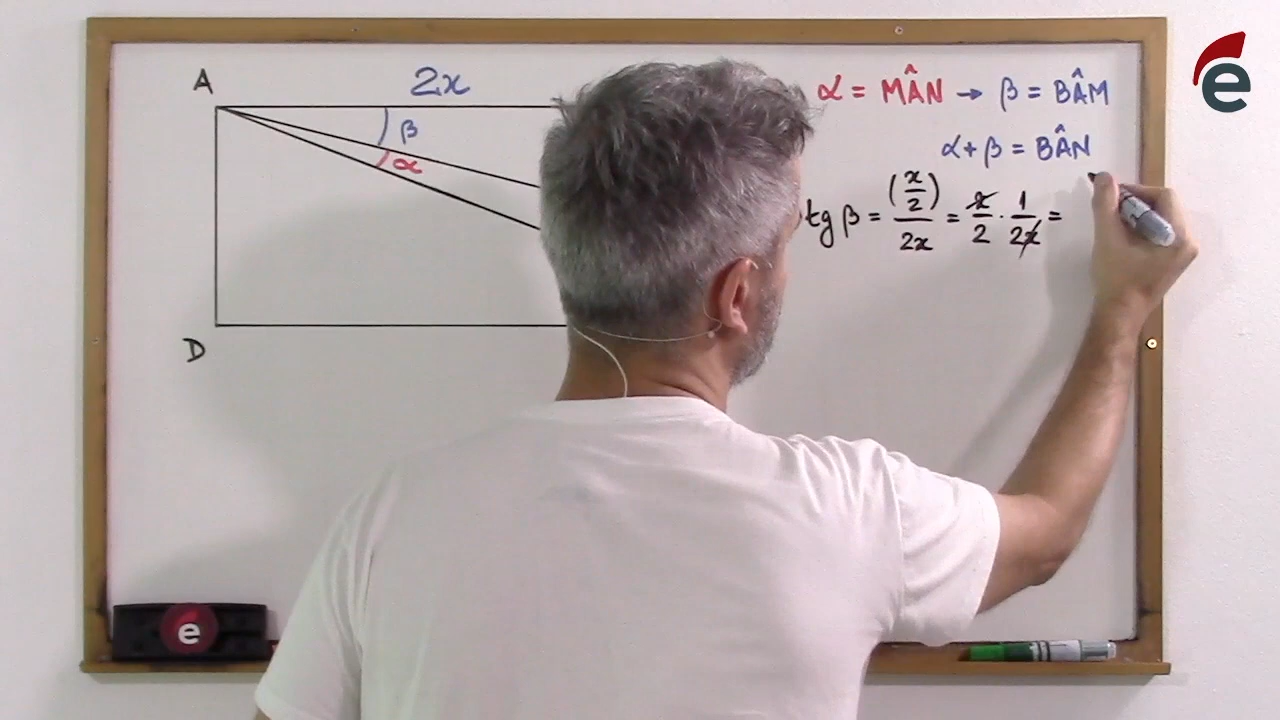 A
2x
β
α
D
α = MÂN → β = BÂM
α + β = BÂN
tg β = (x/2)/2x = x/2 · 1/2x =
e
e